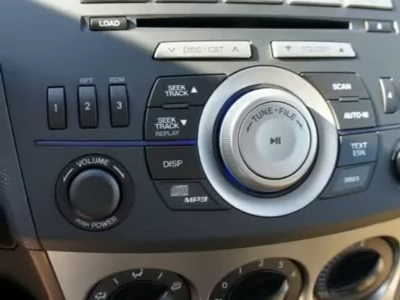 LOAD
DISC·CAT
FOLDER
RPT RDM
1 2 3 4
SEEK
TRACK
SCAN
SEEK
TRACK
REPLAY
AUTO-M
TUNE·FILE
DISP
TEXT
ESN
VOLUME
PUSH POWER
MP3